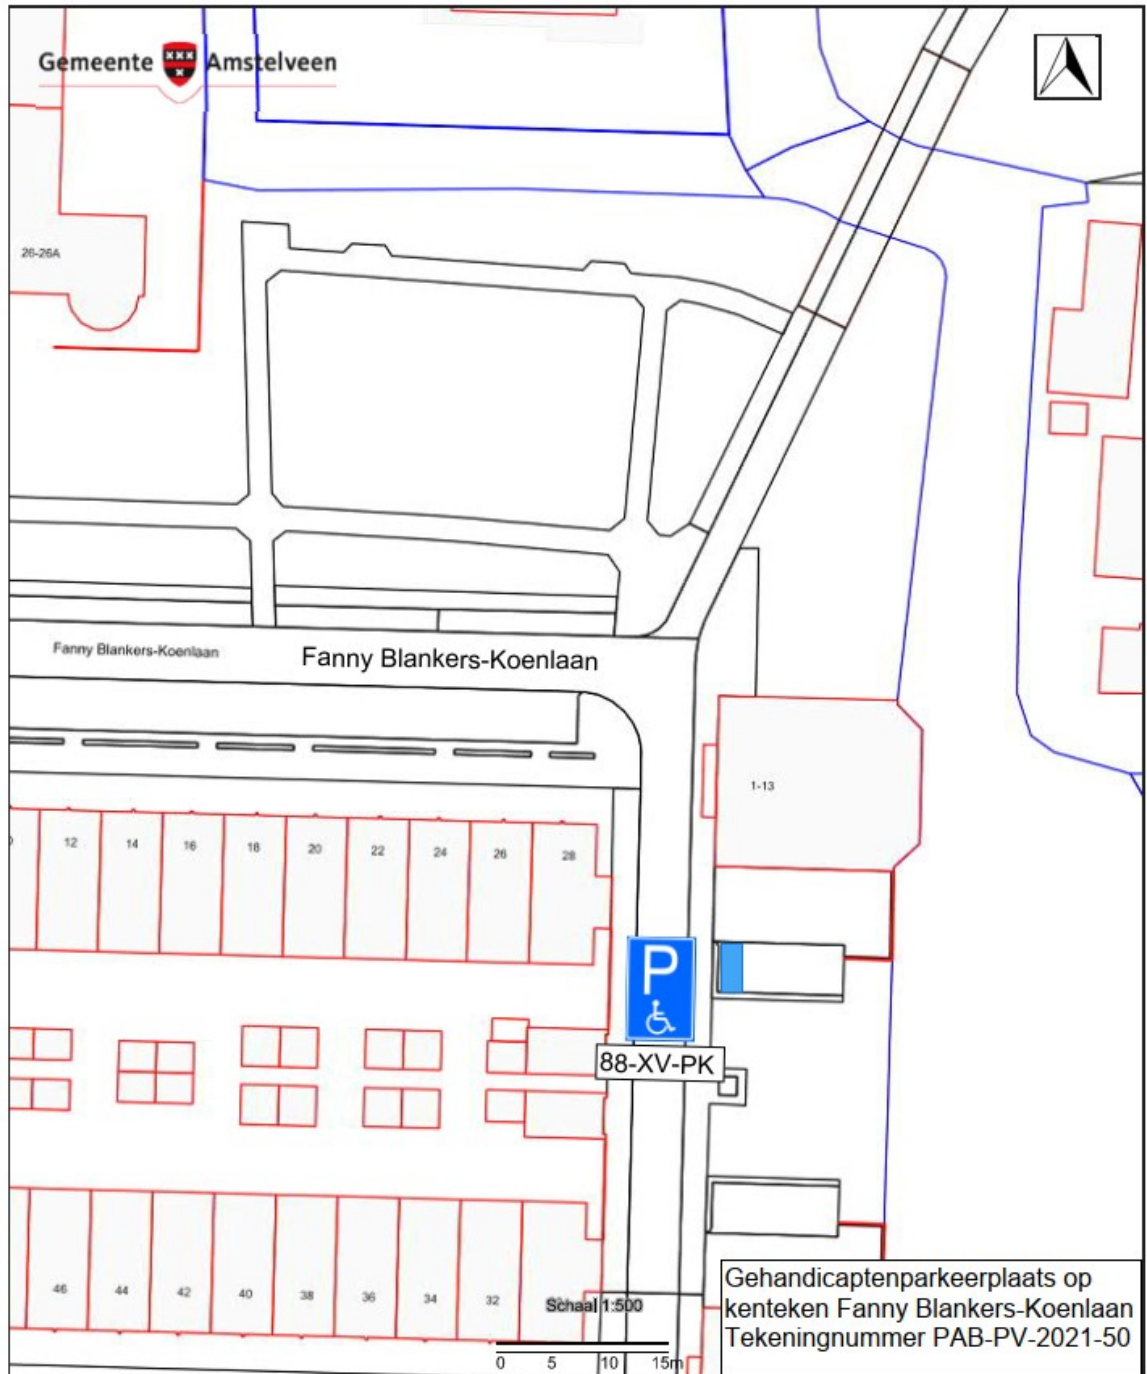 Gemeente Amstelveen
26-26A
Fanny Blankers-Koenlaan
Fanny Blankers-Koenlaan
1-13
12
14
16
18
20
22
24
26
28
P
88-XV-PK
46
44
42
40
38
36
34
32
Schaal 1:500
0 5 10 15m
Gehandicaptenparkeerplaats op
kenteken Fanny Blankers-Koenlaan
Tekeningnummer PAB-PV-2021-50